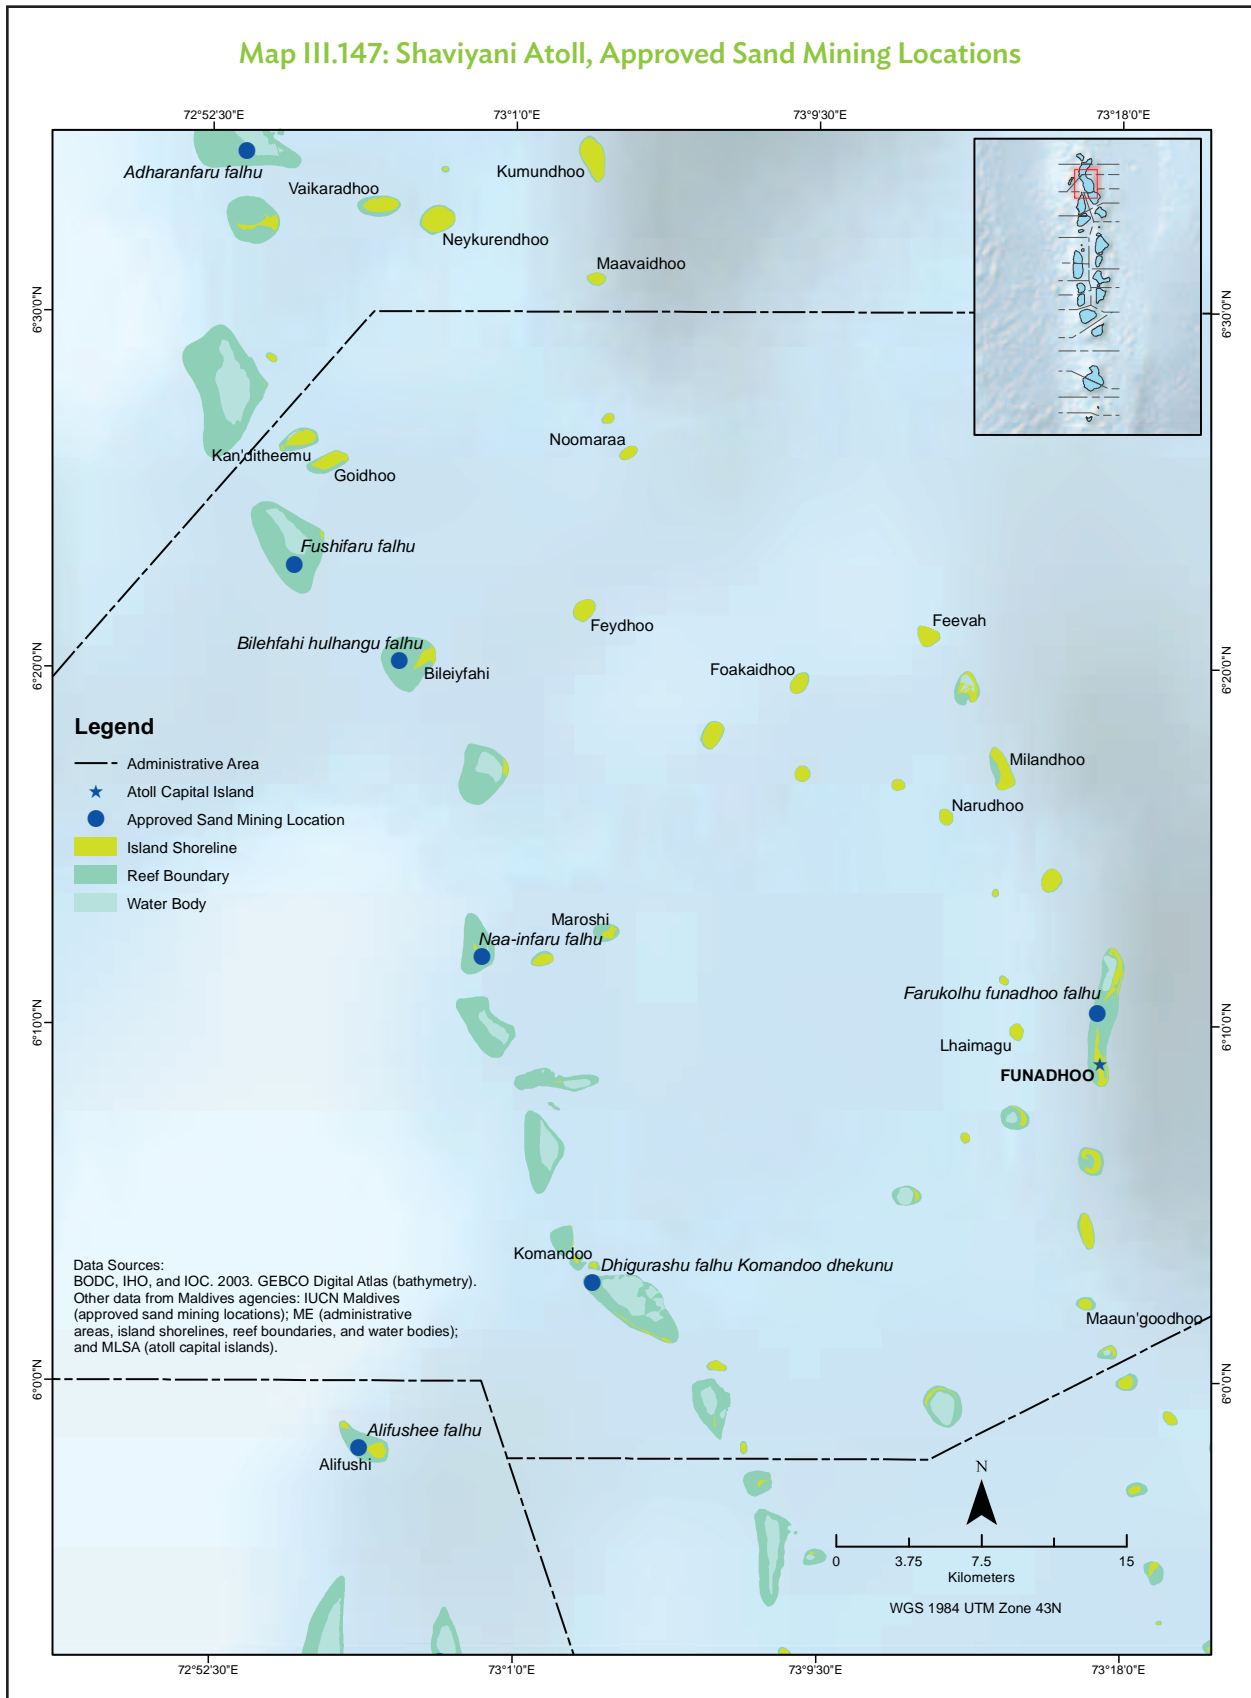 Map III.147: Shaviyani Atoll, Approved Sand Mining Locations
72°52'30"E
73°1'0"E
73°9'30"E
73°18'0"E
Adharanfaru falhu
Kumundhoo
Vaikaradhoo
Neykurendhoo
Maavaidhoo
6°30'0"N
6°30'0"N
Noomaraa
Kan'ditheemu
Goidhoo
Fushifaru falhu
Feydhoo
Feevah
Bilehfahi hulhangu falhu
Bileiyfahi
Foakaidhoo
6°20'0"N
6°20'0"N
Legend
Administrative Area
Atoll Capital Island
Approved Sand Mining Location
Island Shoreline
Reef Boundary
Water Body
Milandhoo
Narudhoo
Maroshi
Naa-infaru falhu
Farukolhu funadhoo falhu
6°10'0"N
6°10'0"N
Lhaimagu
FUNADHOO
Komandoo
Dhigurashu falhu Komandoo dhekunu
Data Sources:
BODC, IHO, and IOC. 2003. GEBCO Digital Atlas (bathymetry).
Other data from Maldives agencies: IUCN Maldives
(approved sand mining locations); ME (administrative
areas, island shorelines, reef boundaries, and water bodies);
and MLSA (atoll capital islands).
Maaun'goodhoo
6°0'0"N
6°0'0"N
Alifushee falhu
Alifushi
N
0 3.75 7.5 15
Kilometers
WGS 1984 UTM Zone 43N
72°52'30"E
73°1'0"E
73°9'30"E
73°18'0"E